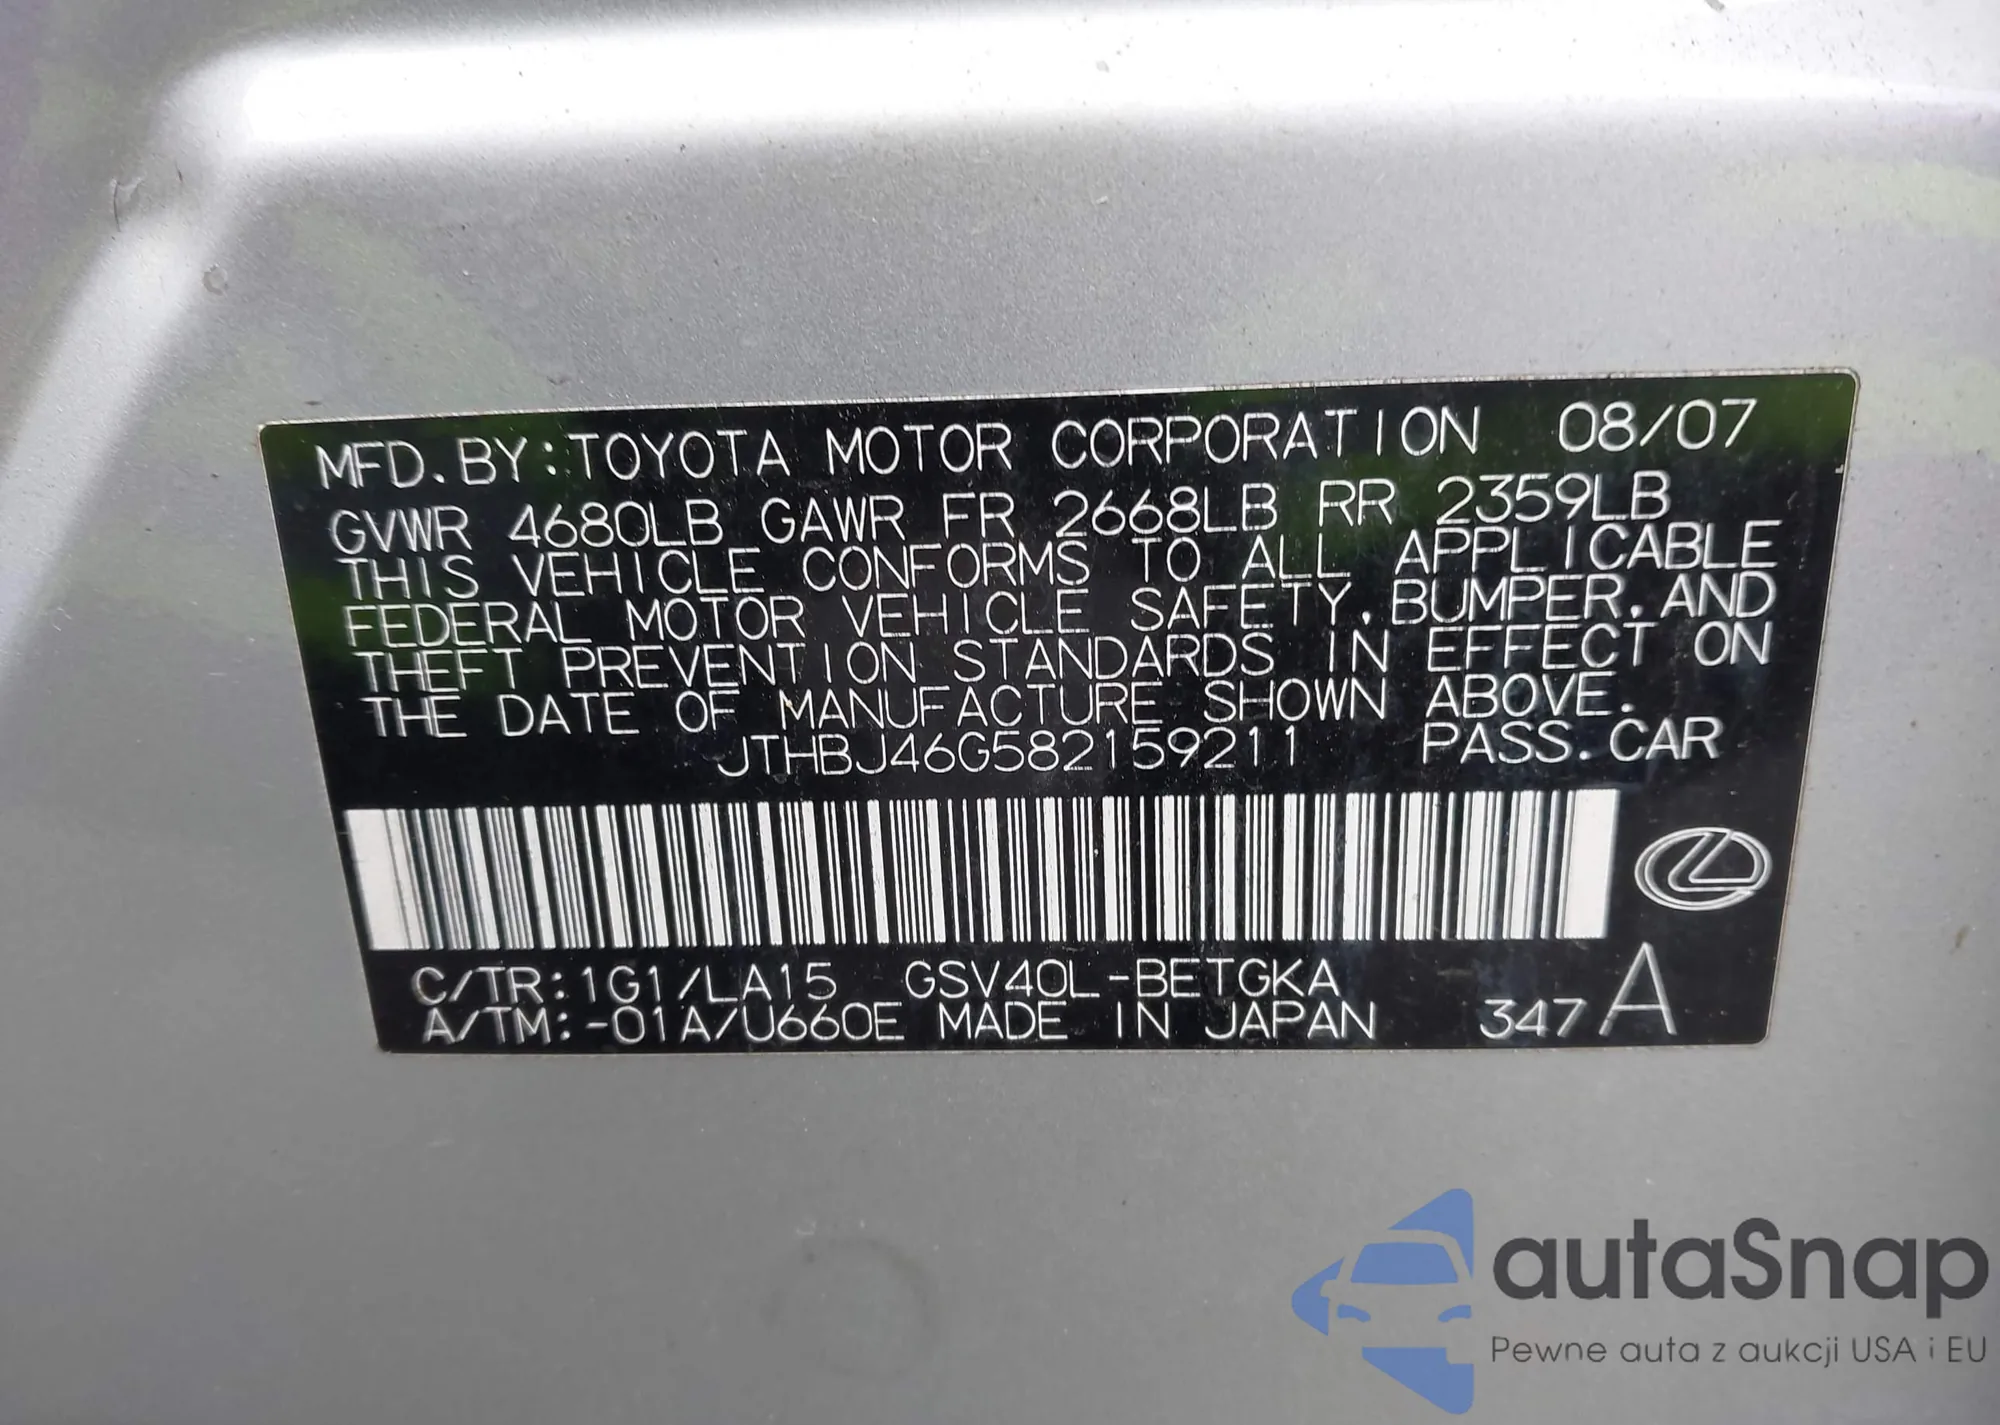 MFD. BY:TOYOTA MOTOR CORPORATION 08/07
GVWR 4680LB GAWR FR 2668LB RR 2359LB
THIS VEHICLE CONFORMS TO ALL APPLICABLE
FEDERAL MOTOR VEHICLE SAFETY, BUMPER, AND
THEFT PREVENTION STANDARDS IN EFFECT ON
THE DATE OF MANUFACTURE SHOWN ABOVE.
JTHBJ46G582159211 PASS. CAR
C/TR:1G1/LA15 GSV40L-BETGKA
A/TM:-01A/U660E MADE IN JAPAN 347 A
autaSnap
Pewne auta z aukcji USA i EU